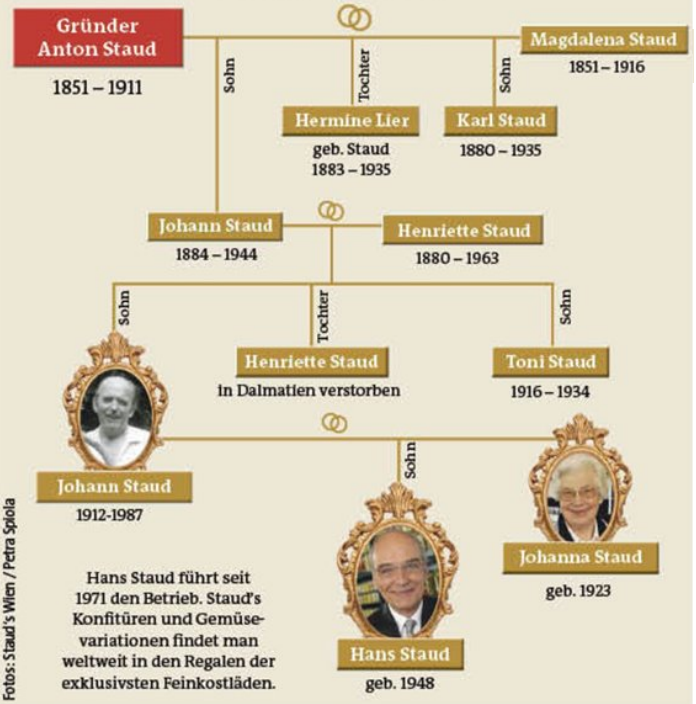 Gründer
Anton Staud
1851 – 1911
Magdalena Staud
1851 – 1916
Sohn
Tochter
Sohn
Hermine Lier
geb. Staud
1883 – 1935
Karl Staud
1880 – 1935
Johann Staud
1884 – 1944
Henriette Staud
1880 – 1963
Sohn
Tochter
Sohn
Henriette Staud
in Dalmatien verstorben
Toni Staud
1916 – 1934
Johann Staud
1912-1987
Sohn
Johanna Staud
geb. 1923
Hans Staud
geb. 1948
Hans Staud führt seit
1971 den Betrieb. Staud's
Konfitüren und Gemüse-
variationen findet man
weltweit in den Regalen der
exklusivsten Feinkostläden.
Fotos: Staud's Wien / Petra Spiola